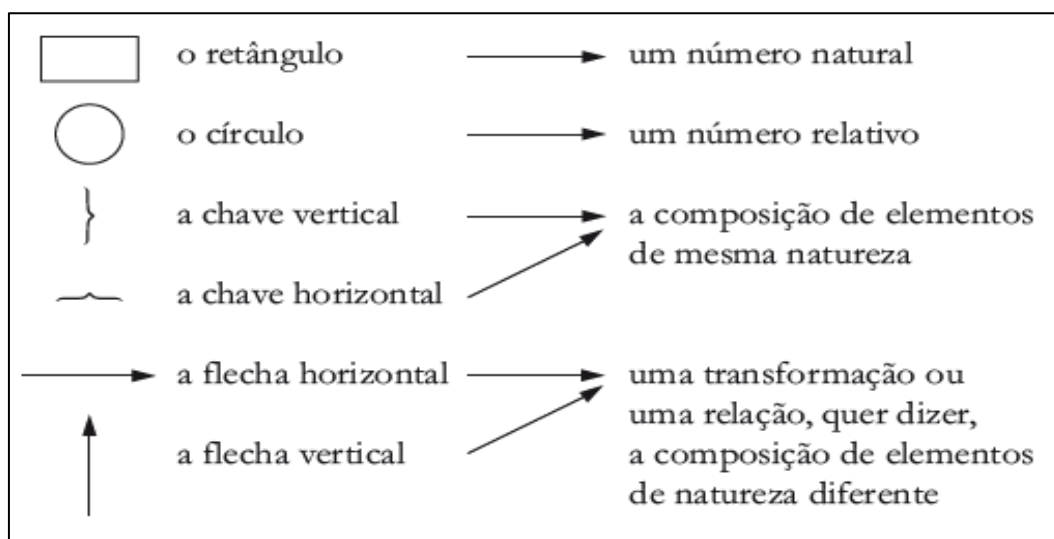 o retângulo
um número natural
o círculo
um número relativo
a chave vertical
a composição de elementos
de mesma natureza
a chave horizontal
a flecha horizontal
uma transformação ou
uma relação, quer dizer,
a flecha vertical
a composição de elementos
de natureza diferente